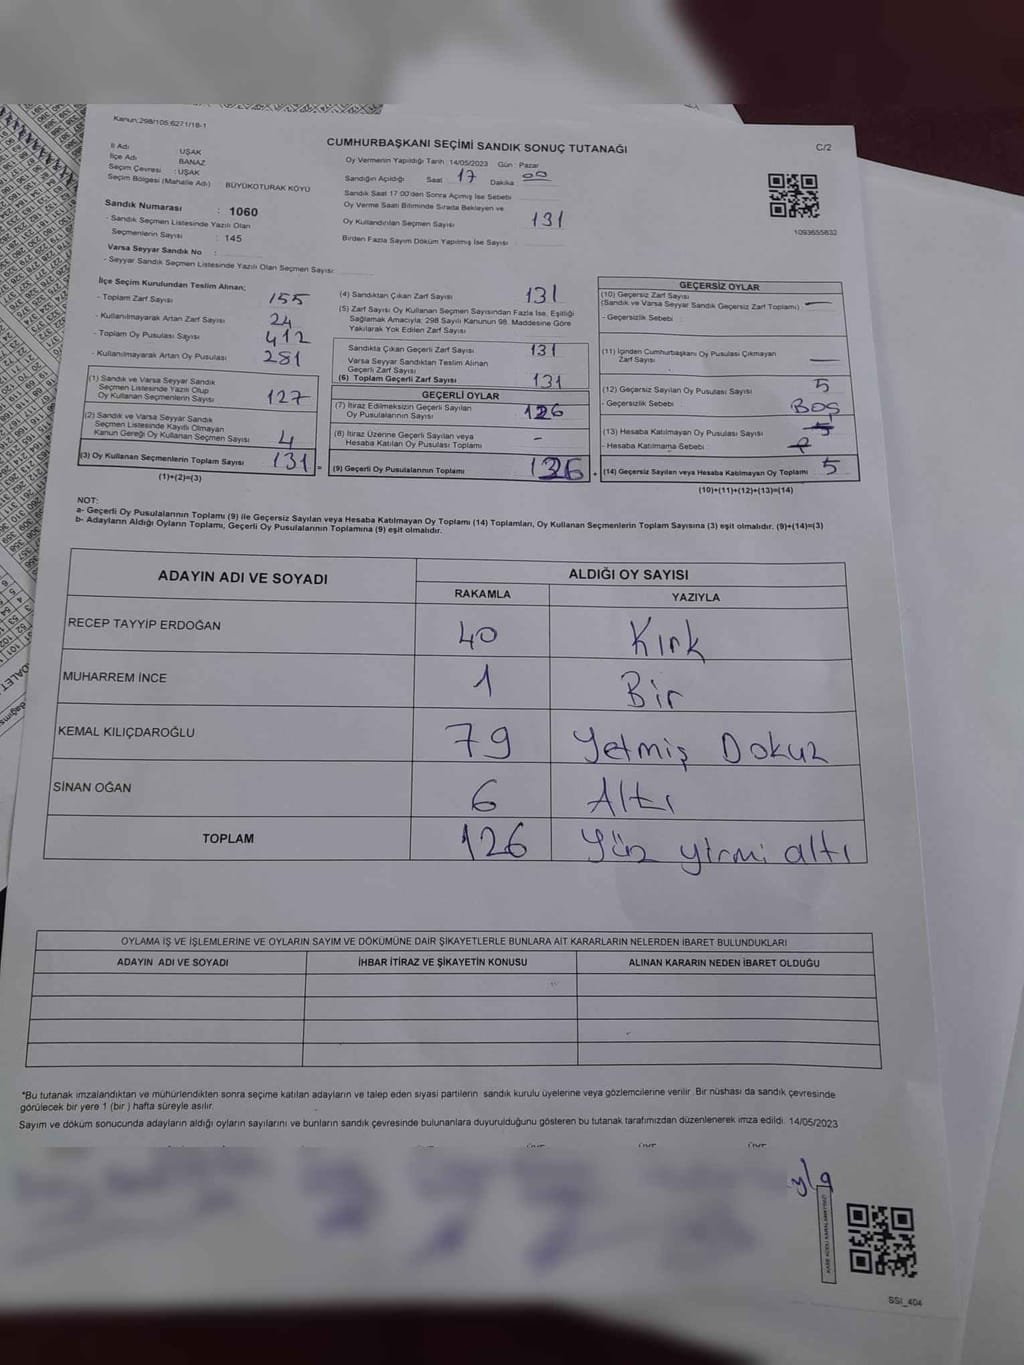 Kanun:298/105;6271/18-1
CUMHURBAŞKANI SEÇİMİ SANDIK SONUÇ TUTANAĞI
C/2
İl Adı : UŞAK
İlçe Adı : BANAZ
Seçim Çevresi : UŞAK
Seçim Bölgesi (Mahalle Adı) BÜYÜKOTURAK KÖYÜ
Oy Vermenin Yapıldığı Tarih :14/05/2023 Gün : Pazar
Sandığın Açıldığı Saat : 17 Dakika 00
Sandık Saat 17:00'den Sonra Açımış İse Sebebi
Oy Verme Saati Bitiminde Sırada Bekleyen ve
Oy Kullandırılan Seçmen Sayısı 131
Birden Fazla Sayım Döküm Yapılmış İse Sayısı :
1093655832
Sandık Numarası : 1060
- Sandık Seçmen Listesinde Yazılı Olan
Seçmenlerin Sayısı : 145
Varsa Seyyar Sandık No :
- Seyyar Sandık Seçmen Listesinde Yazılı Olan Seçmen Sayısı:
İlçe Seçim Kurulundan Teslim Alınan;
- Toplam Zarf Sayısı 155
- Kullanılmayarak Artan Zarf Sayısı 24
- Toplam Oy Pusulası Sayısı 412
- Kullanılmayarak Artan Oy Pusulası 281
(1) Sandık ve Varsa Seyyar Sandık
Seçmen Listesinde Yazılı Olup
Oy Kullanan Seçmenlerin Sayısı 127
(2) Sandık ve Varsa Seyyar Sandık
Seçmen Listesinde Kayıtlı Olmayan
Kanun Gereği Oy Kullanan Seçmen Sayısı 4
(3) Oy Kullanan Seçmenlerin Toplam Sayısı 131 =
(1)+(2)=(3)
(4) Sandıktan Çıkan Zarf Sayısı 131
(5) Zarf Sayısı Oy Kullanan Seçmen Sayısından Fazla İse, Eşitliği
Sağlamak Amacıyla; 298 Sayılı Kanunun 98. Maddesine Göre
Yakılarak Yok Edilen Zarf Sayısı
Sandıkta Çıkan Geçerli Zarf Sayısı 131
Varsa Seyyar Sandıktan Teslim Alınan
Geçerli Zarf Sayısı
(6) Toplam Geçerli Zarf Sayısı 131
GEÇERLİ OYLAR
(7) İtiraz Edilmeksizin Geçerli Sayılan
Oy Pusulalarının Sayısı 126
(8) İtiraz Üzerine Geçerli Sayılan veya
Hesaba Katılan Oy Pusulası Toplamı -
(9) Geçerli Oy Pusulalarının Toplamı 126 +
GEÇERSİZ OYLAR
(10) Geçersiz Zarf Sayısı
(Sandık ve Varsa Seyyar Sandık Geçersiz Zarf Toplamı) —
- Geçersizlik Sebebi :
(11) İçinden Cumhurbaşkanı Oy Pusulası Çıkmayan
Zarf Sayısı —
(12) Geçersiz Sayılan Oy Pusulası Sayısı 5
- Geçersizlik Sebebi : BOŞ
(13) Hesaba Katılmayan Oy Pusulası Sayısı 5
- Hesaba Katılmama Sebebi :
(14) Geçersiz Sayılan veya Hesaba Katılmayan Oy Toplamı 5
(10)+(11)+(12)+(13)=(14)
NOT:
a- Geçerli Oy Pusulalarının Toplamı (9) ile Geçersiz Sayılan veya Hesaba Katılmayan Oy Toplamı (14) Toplamları, Oy Kullanan Seçmenlerin Toplam Sayısına (3) eşit olmalıdır. (9)+(14)=(3)
b- Adayların Aldığı Oyların Toplamı, Geçerli Oy Pusulalarının Toplamına (9) eşit olmalıdır.
ADAYIN ADI VE SOYADI
ALDIĞI OY SAYISI
RAKAMLA YAZIYLA
RECEP TAYYİP ERDOĞAN 40 Kırk
MUHARREM İNCE 1 Bir
KEMAL KILIÇDAROĞLU 79 Yetmiş Dokuz
SİNAN OĞAN 6 Altı
TOPLAM 126 Yüz yirmi altı
OYLAMA İŞ VE İŞLEMLERİNE VE OYLARIN SAYIM VE DÖKÜMÜNE DAİR ŞİKAYETLERLE BUNLARA AİT KARARLARIN NELERDEN İBARET BULUNDUKLARI
ADAYIN ADI VE SOYADI İHBAR İTİRAZ VE ŞİKAYETİN KONUSU ALINAN KARARIN NEDEN İBARET OLDUĞU
*Bu tutanak imzalandıktan ve mühürlendikten sonra seçime katılan adayların ve talep eden siyasi partilerin sandık kurulu üyelerine veya gözlemcilerine verilir. Bir nüshası da sandık çevresinde
görülecek bir yere 1 (bir ) hafta süreyle asılır.
Sayım ve döküm sonucunda adayların aldığı oyların sayılarını ve bunların sandık çevresinde bulunanlara duyurulduğunu gösteren bu tutanak tarafımızdan düzenlenerek imza edildi. 14/05/2023
SSI_404